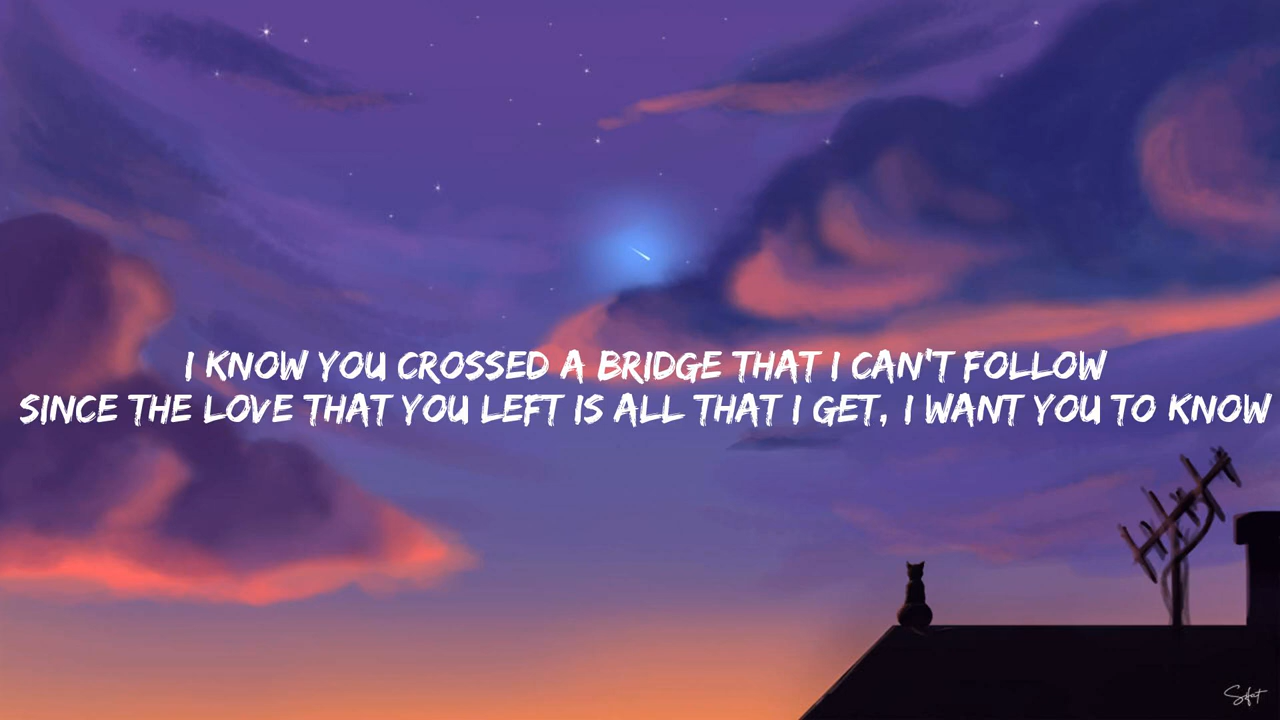 I KNOW YOU CROSSED A BRIDGE THAT I CAN'T FOLLOW
SINCE THE LOVE THAT YOU LEFT IS ALL THAT I GET, I WANT YOU TO KNOW